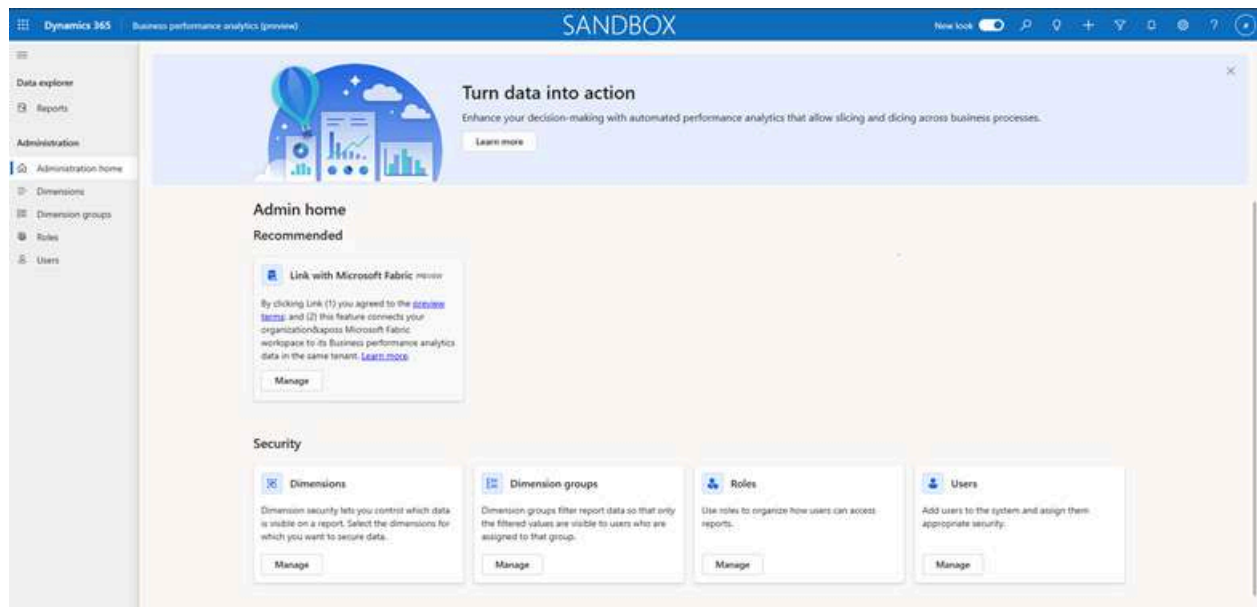 Dynamics 365 Business performance analytics (preview) SANDBOX New look
Data explorer
Reports
Administration
Administration home
Dimensions
Dimension groups
Roles
Users
Turn data into action
Enhance your decision-making with automated performance analytics that allow slicing and dicing across business processes.
Learn more
Admin home
Recommended
Link with Microsoft Fabric PREVIEW
By clicking Link (1) you agreed to the preview
terms and (2) this feature connects your
organization&aposs Microsoft Fabric
workspace to its Business performance analytics
data in the same tenant. Learn more
Manage
Security
Dimensions
Dimension security lets you control which data
is visible on a report. Select the dimensions for
which you want to secure data.
Manage
Dimension groups
Dimension groups filter report data so that only
the filtered values are visible to users who are
assigned to that group.
Manage
Roles
Use roles to organize how users can access
reports.
Manage
Users
Add users to the system and assign them
appropriate security.
Manage